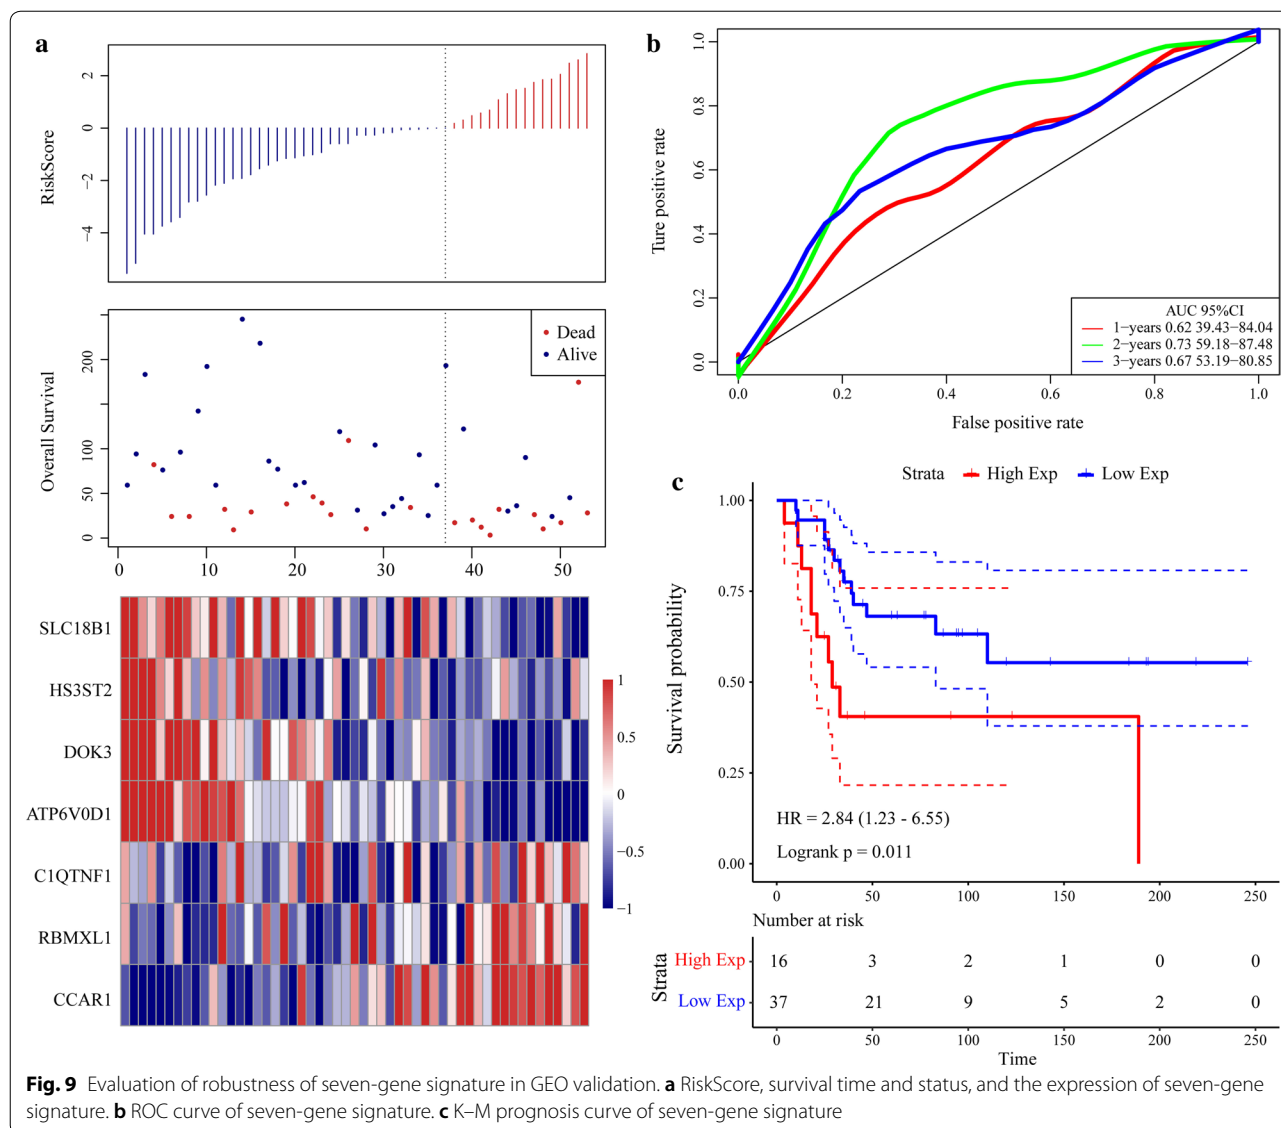 a
RiskScore
2
0
−2
−4
Overall Survival
200
100
50
0
Dead
Alive
0 10 20 30 40 50
SLC18B1
HS3ST2
DOK3
ATP6V0D1
C1QTNF1
RBMXL1
CCAR1
1
0.5
0
−0.5
−1
b
Ture positive rate
1.0
0.8
0.6
0.4
0.2
0.0
AUC 95%CI
1−years 0.62 39.43−84.04
2−years 0.73 59.18−87.48
3−years 0.67 53.19−80.85
0.0 0.2 0.4 0.6 0.8 1.0
False positive rate
c
Strata High Exp Low Exp
Survival probability
1.00
0.75
0.50
0.25
0.00
HR = 2.84 (1.23 - 6.55)
Logrank p = 0.011
0 50 100 150 200 250
Number at risk
Strata
High Exp 16 3 2 1 0 0
Low Exp 37 21 9 5 2 0
0 50 100 150 200 250
Time
Fig. 9 Evaluation of robustness of seven-gene signature in GEO validation. a RiskScore, survival time and status, and the expression of seven-gene
signature. b ROC curve of seven-gene signature. c K–M prognosis curve of seven-gene signature